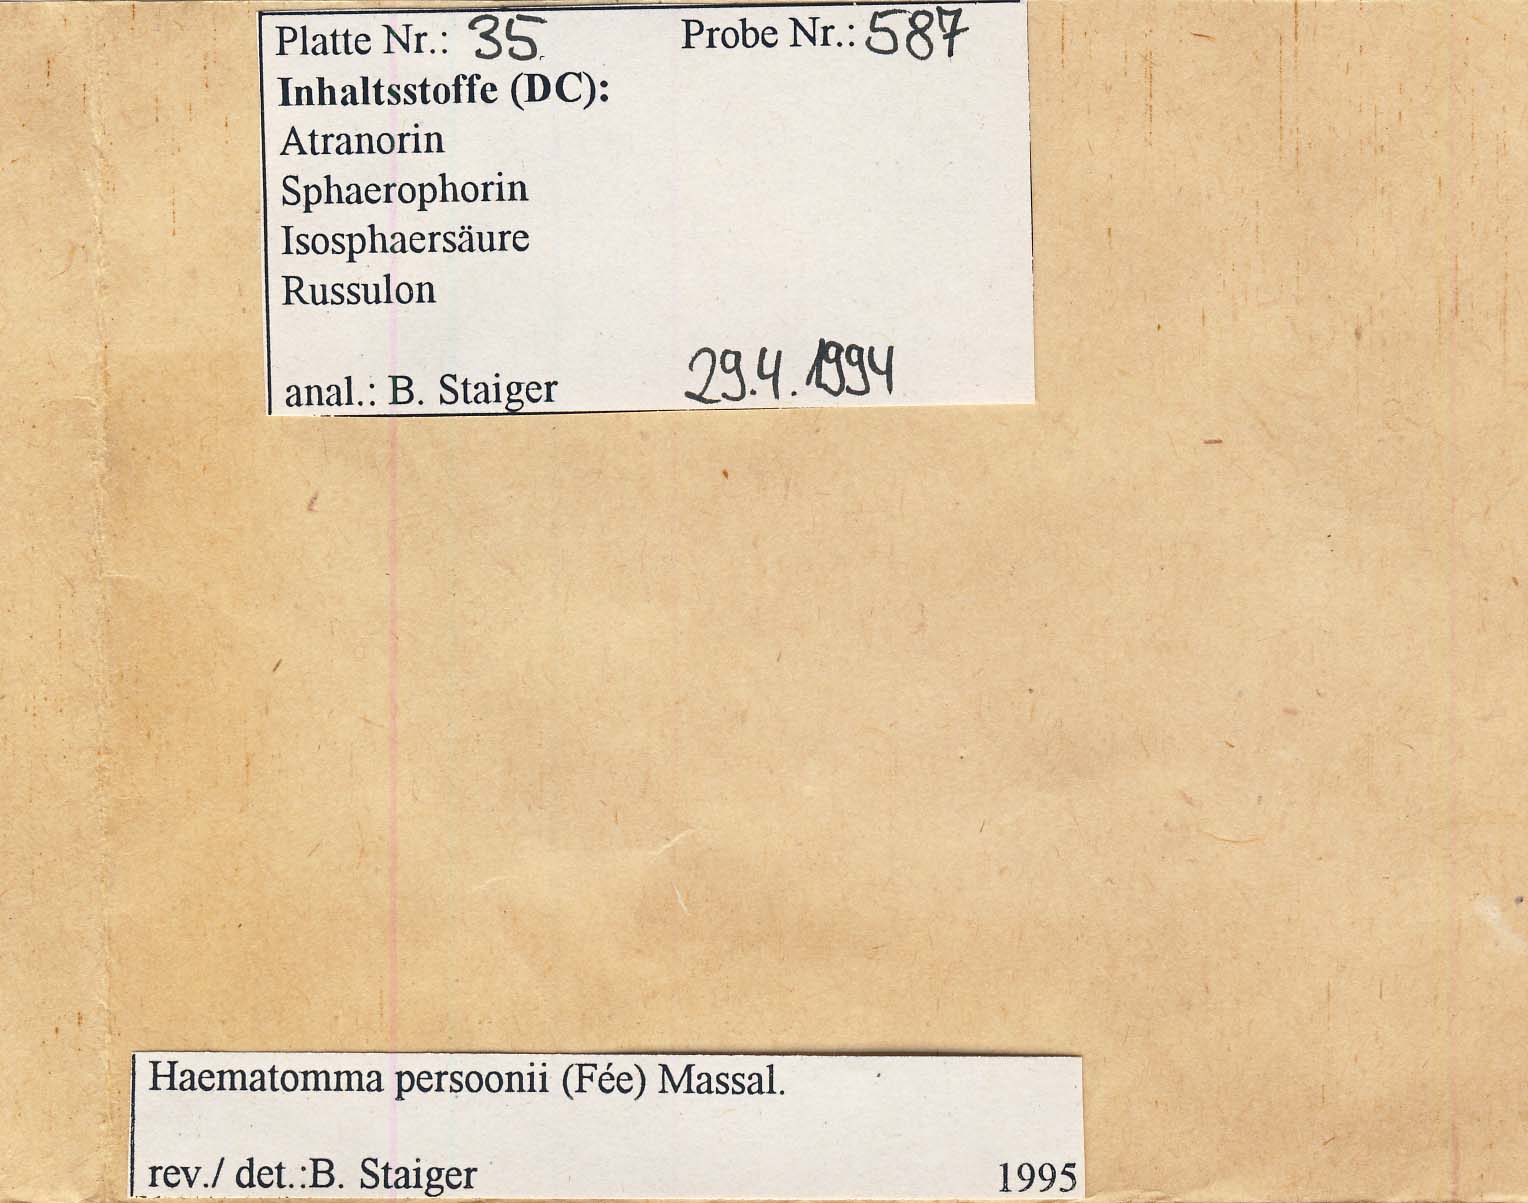 Platte Nr.: 35 Probe Nr.: 587
Inhaltsstoffe (DC):
Atranorin
Sphaerophorin
Isosphaersäure
Russulon
anal.: B. Staiger 29.4.1994
Haematomma persoonii (Fée) Massal.
rev./ det.:B. Staiger 1995